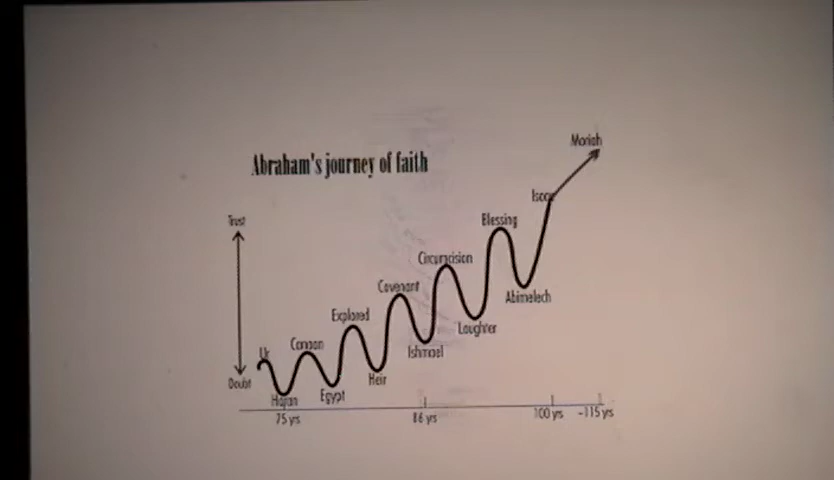 Abraham's journey of faith
Moriah
Isaac
Trust
Blessing
Circumcision
Covenant
Abimelech
Explored
Laughter
Canaan
Ishmael
Ur
Heir
Doubt
Egypt
Haran
75 yrs
86 yrs
100 yrs
~115 yrs